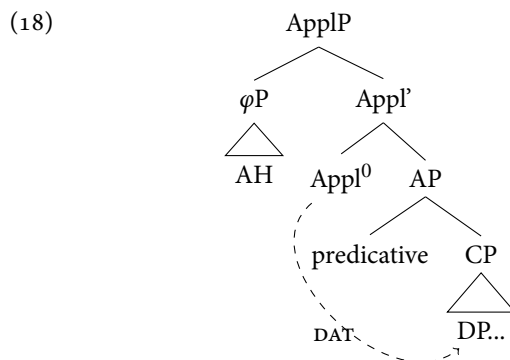 (18)
ApplP
φP Appl’
AH Appl⁰ AP
predicative CP
DAT DP...